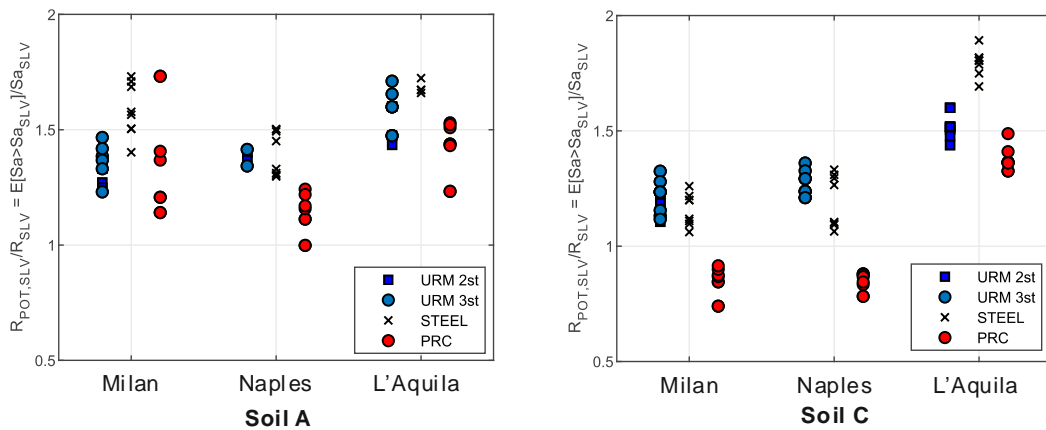 R_POT,SLV/R_SLV = E[Sa>Sa_SLV]/Sa_SLV
2
1.5
1
0.5
URM 2st
URM 3st
STEEL
PRC
Milan Naples L'Aquila
Soil A
R_POT,SLV/R_SLV = E[Sa>Sa_SLV]/Sa_SLV
2
1.5
1
0.5
URM 2st
URM 3st
STEEL
PRC
Milan Naples L'Aquila
Soil C